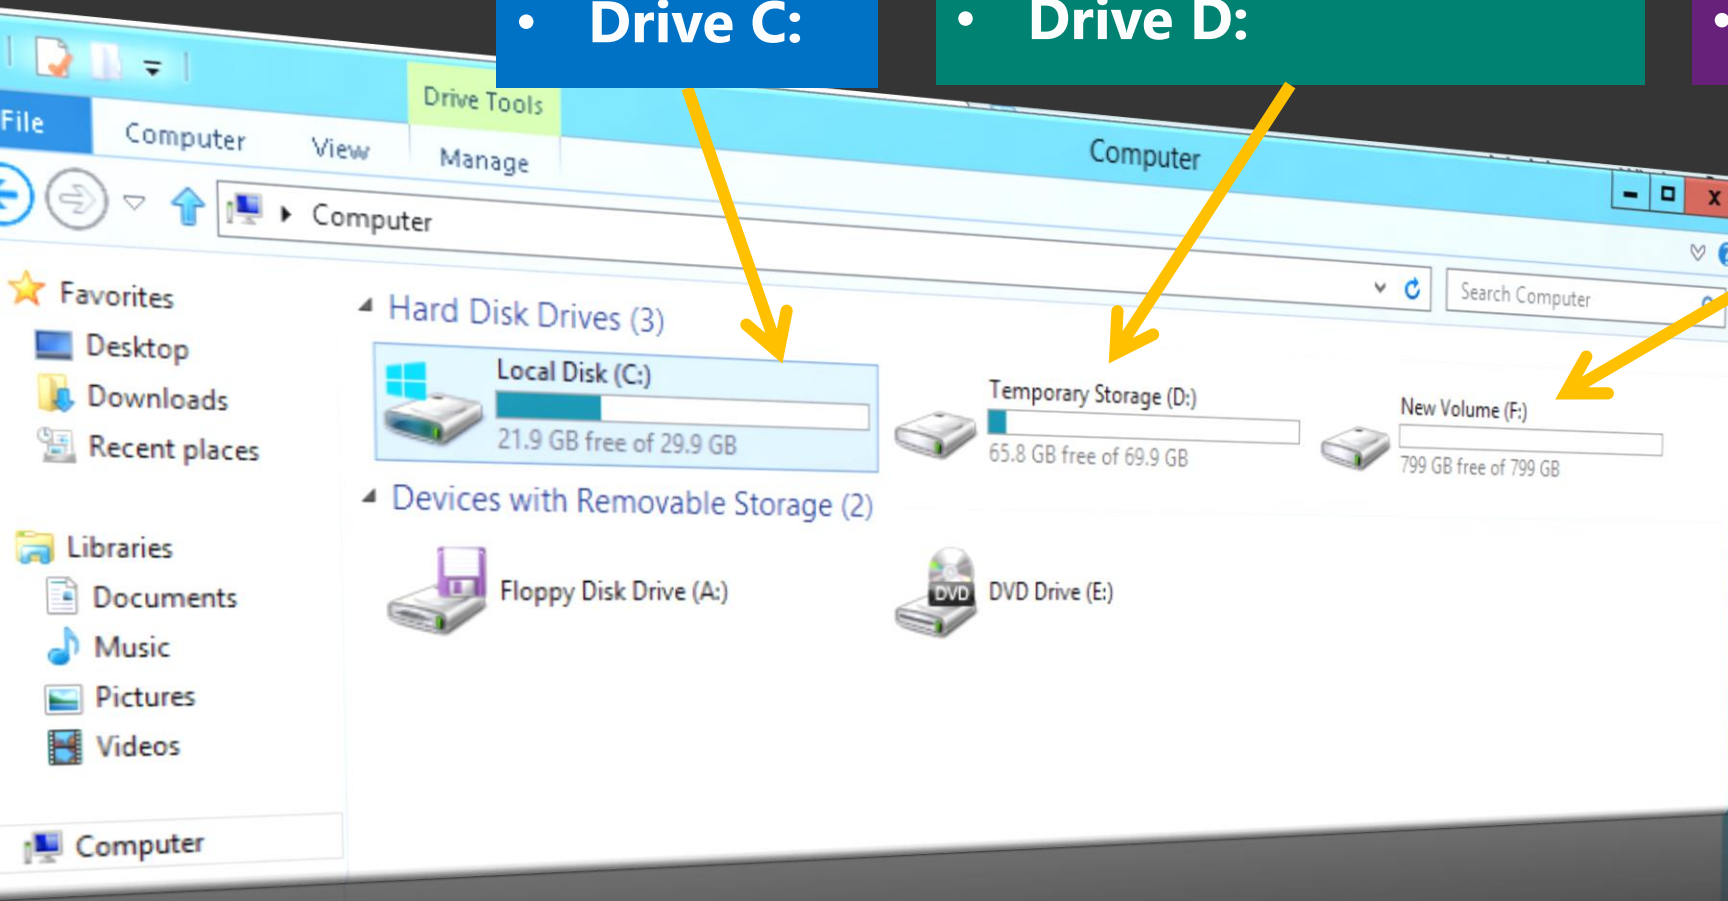 • Drive C:
• Drive D:
•
Drive Tools
File
Computer
View
Manage
Computer
Computer
Search Computer
Favorites
Desktop
Downloads
Recent places
Libraries
Documents
Music
Pictures
Videos
Computer
Hard Disk Drives (3)
Local Disk (C:)
21.9 GB free of 29.9 GB
Temporary Storage (D:)
65.8 GB free of 69.9 GB
New Volume (F:)
799 GB free of 799 GB
Devices with Removable Storage (2)
Floppy Disk Drive (A:)
DVD
DVD Drive (E:)